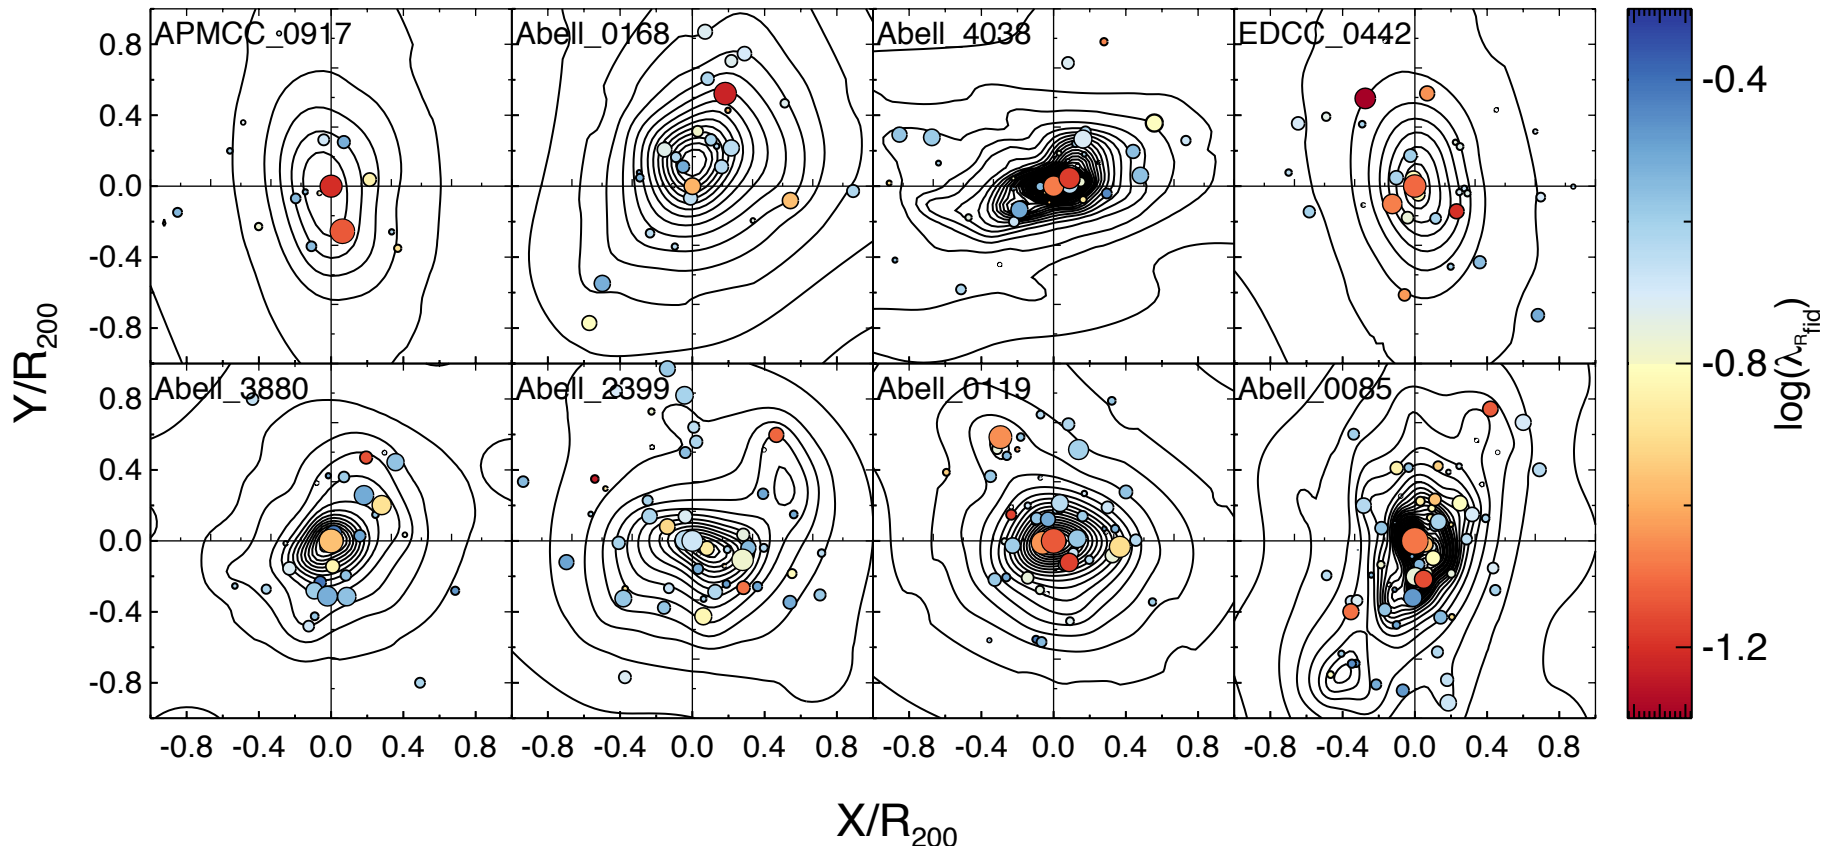 APMCC_0917 Abell_0168 Abell_4038 EDCC_0442
0.8
0.4
0.0
-0.4
-0.8
Abell_3880 Abell_2399 Abell_0119 Abell_0085
0.8
0.4
0.0
-0.4
-0.8
-0.8 -0.4 0.0 0.4 0.8 -0.8 -0.4 0.0 0.4 0.8 -0.8 -0.4 0.0 0.4 0.8 -0.8 -0.4 0.0 0.4 0.8
X/R200
Y/R200
-0.4
-0.8
-1.2
log(λRfid)